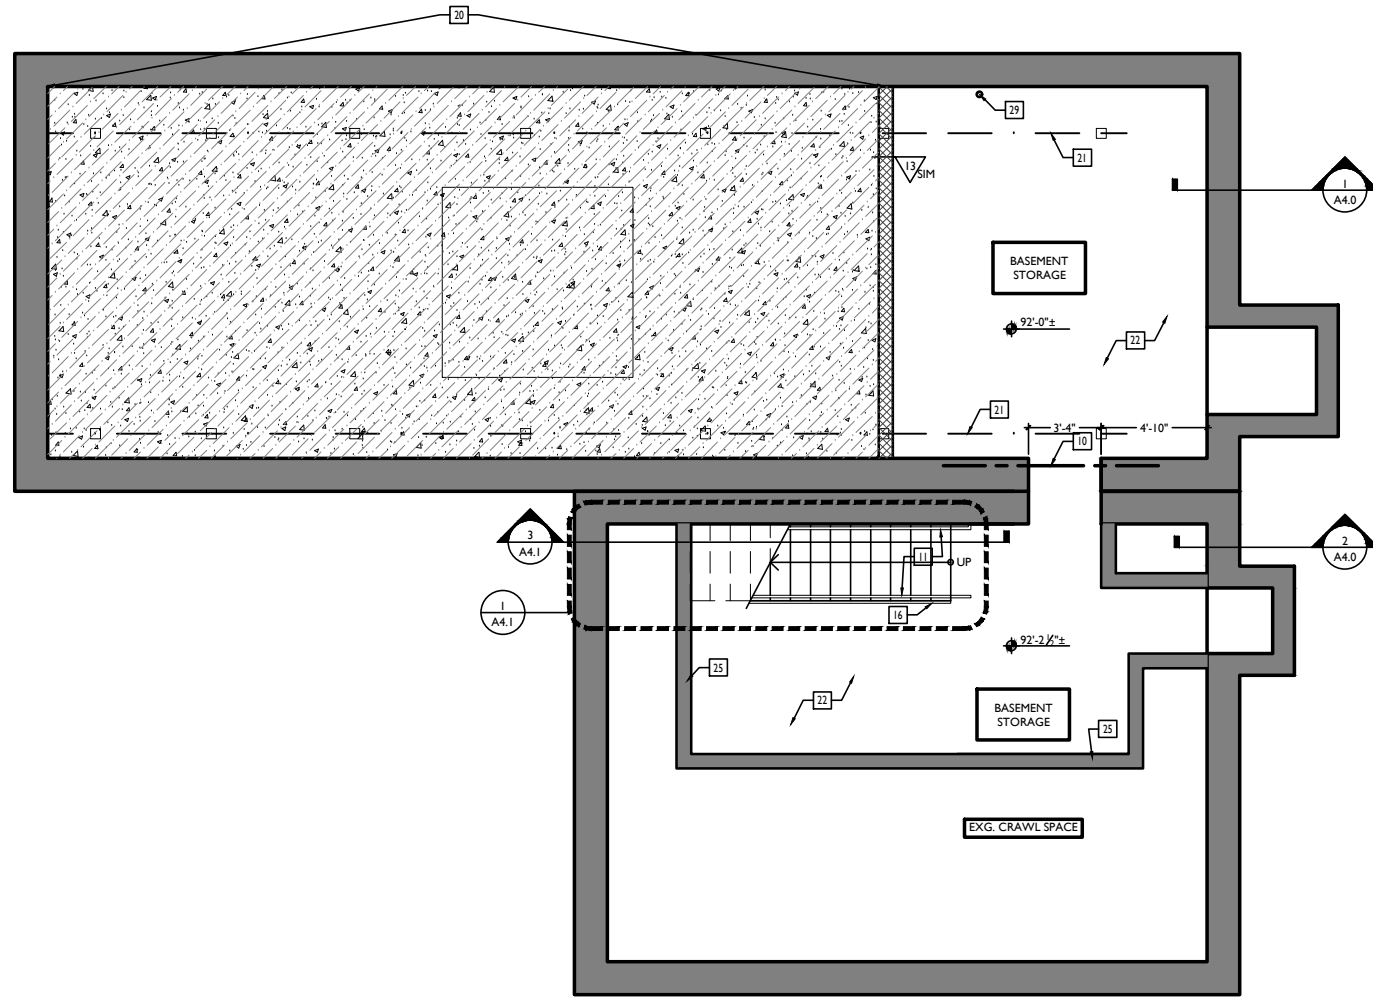 20
29
21
13
SIM
1
A4.0
BASEMENT
STORAGE
92'-0"±
22
21
3'-4"
4'-10"
10
3
A4.1
11
UP
2
A4.0
1
A4.1
16
92'-2½"±
25
22
BASEMENT
STORAGE
25
EXG. CRAWL SPACE